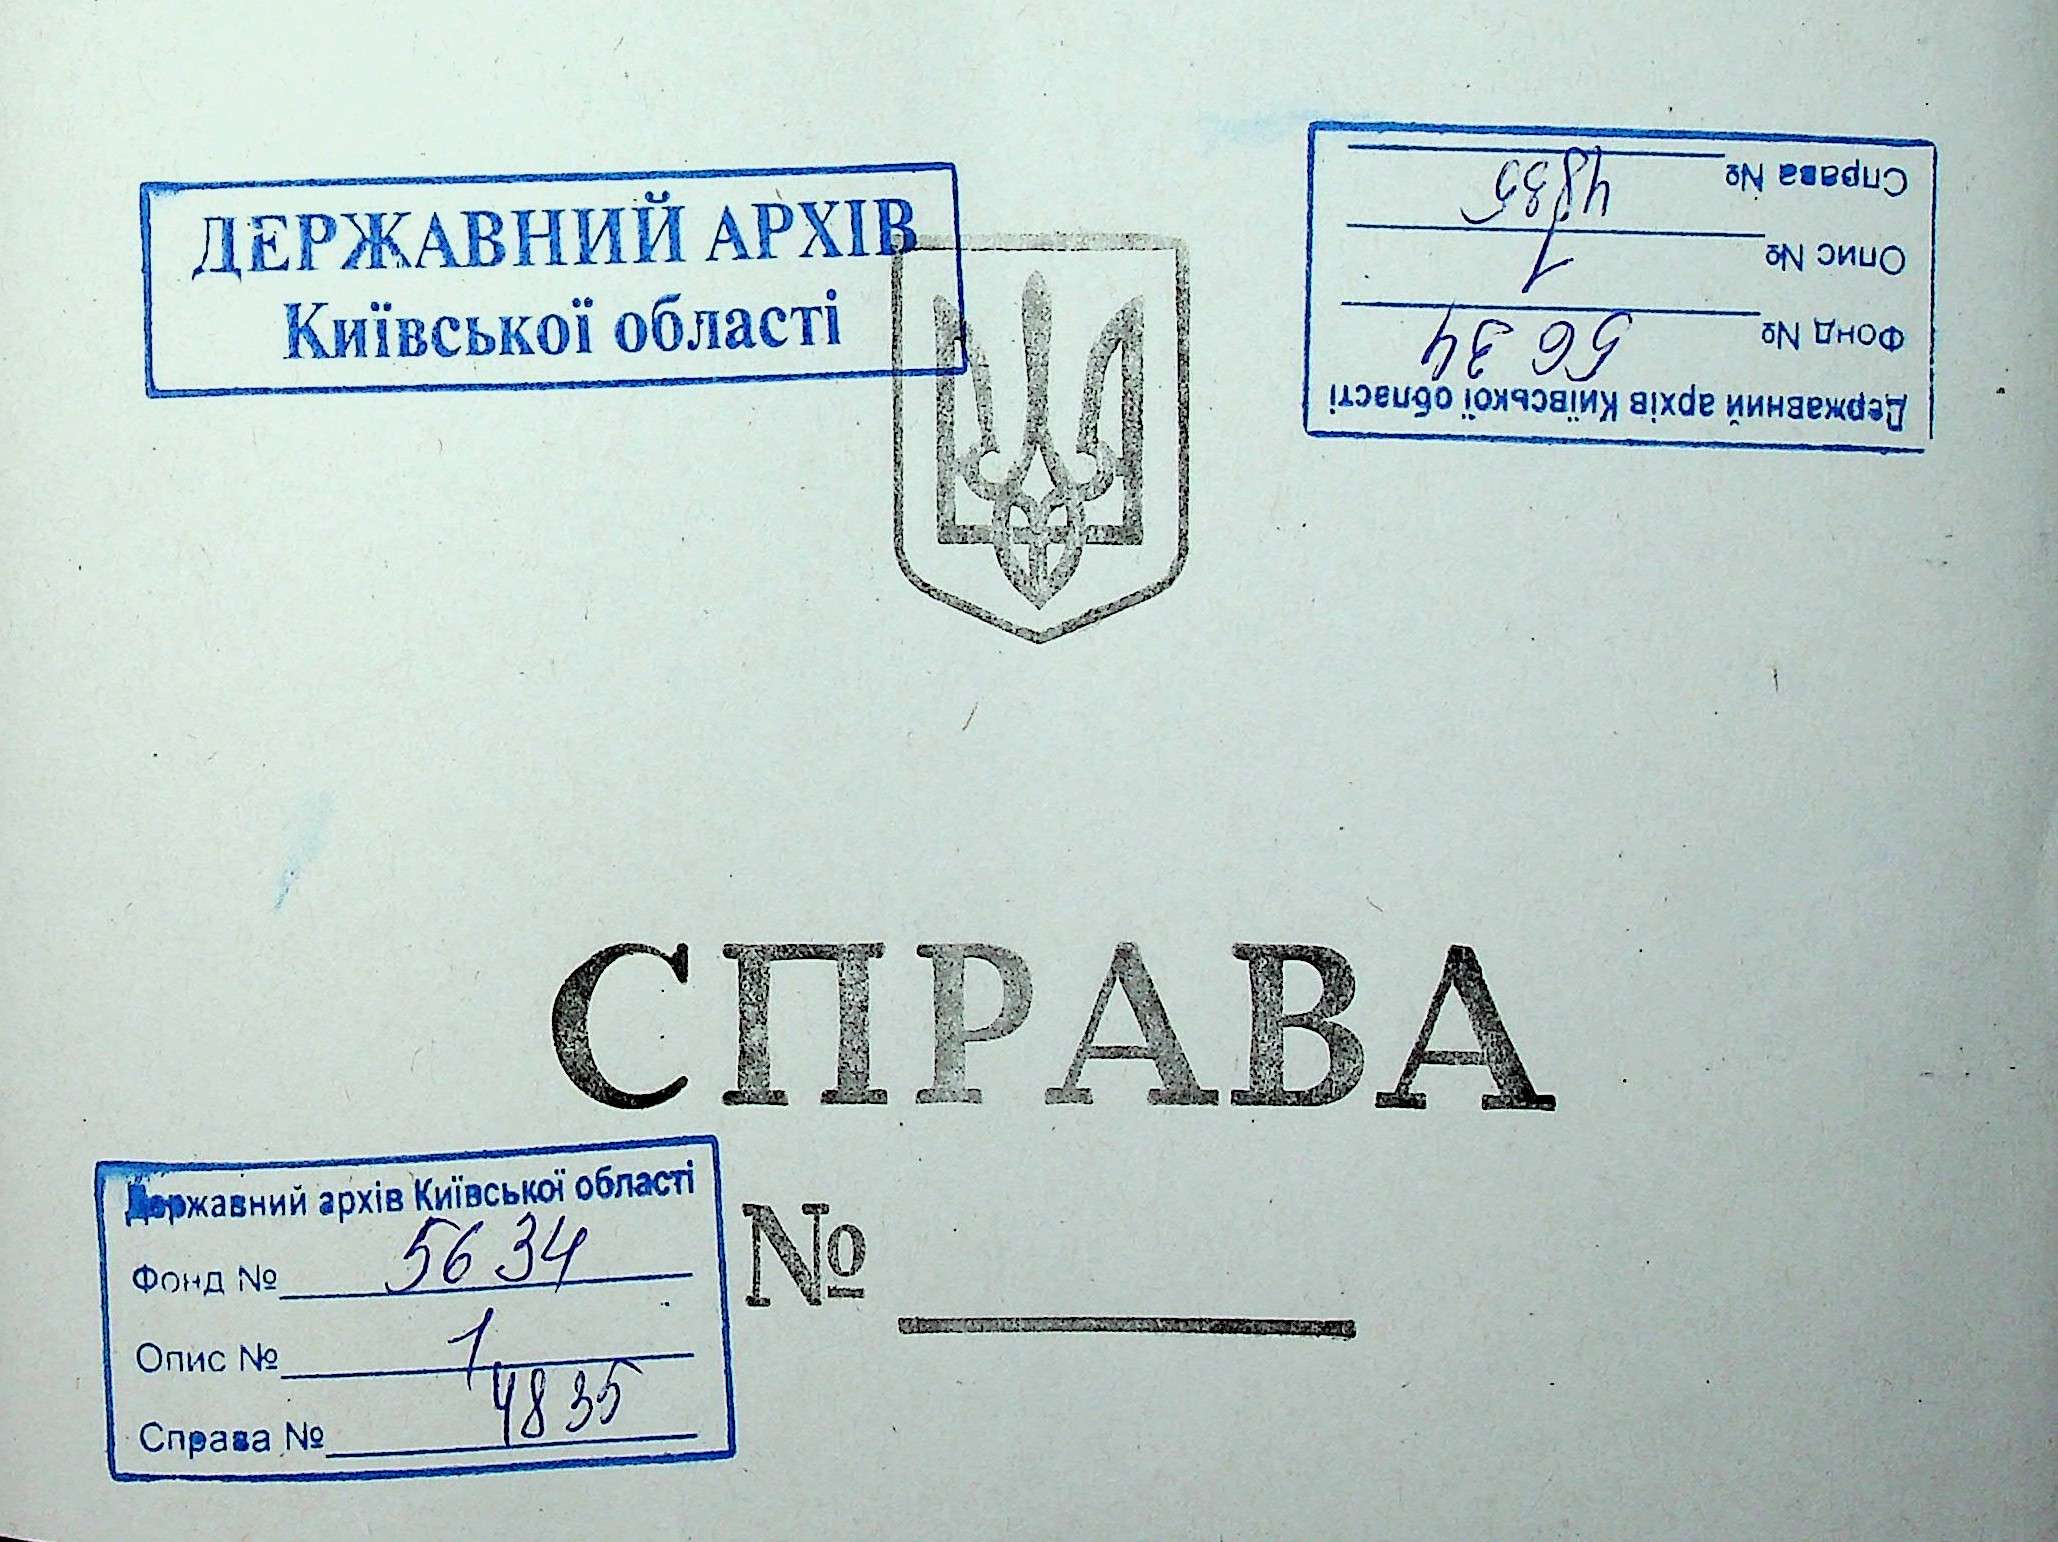 ДЕРЖАВНИЙ АРХІВ
Київської області
Державний архів Київської області
Фонд № 5634
Опис № 1
Справа № 4835
СПРАВА
№
Державний архів Київської області
Фонд № 5634
Опис № 1
Справа № 4835